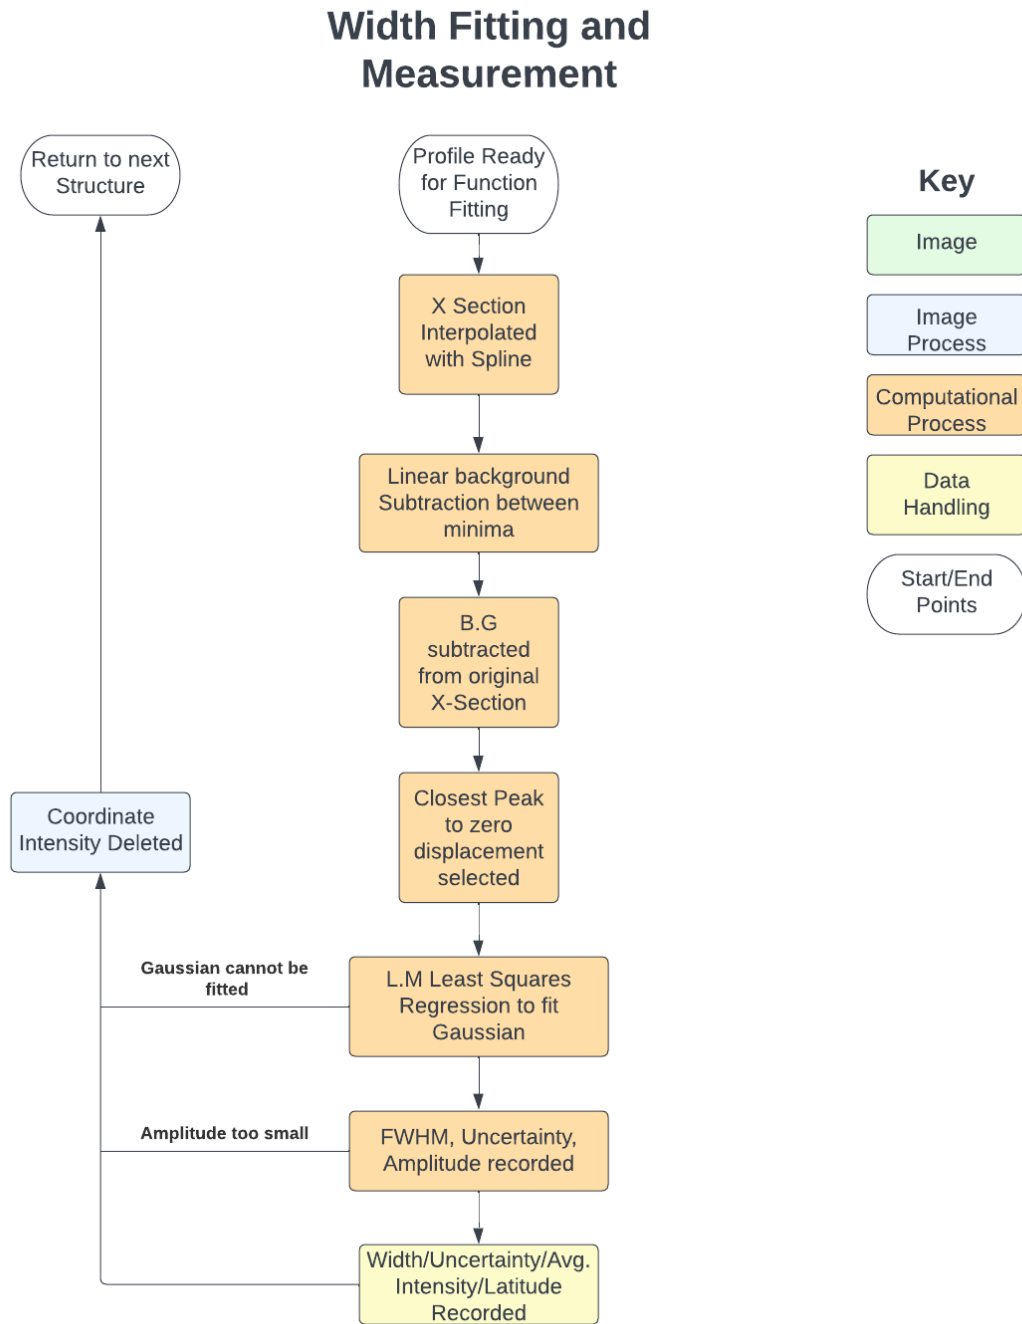 Width Fitting and
Measurement
Return to next
Structure
Profile Ready
for Function
Fitting
Key
Image
X Section
Interpolated
with Spline
Image
Process
Computational
Process
Linear background
Subtraction between
minima
Data
Handling
Start/End
Points
B.G
subtracted
from original
X-Section
Closest Peak
to zero
displacement
selected
Coordinate
Intensity Deleted
Gaussian cannot be
fitted
L.M Least Squares
Regression to fit
Gaussian
Amplitude too small
FWHM, Uncertainty,
Amplitude recorded
Width/Uncertainty/Avg.
Intensity/Latitude
Recorded